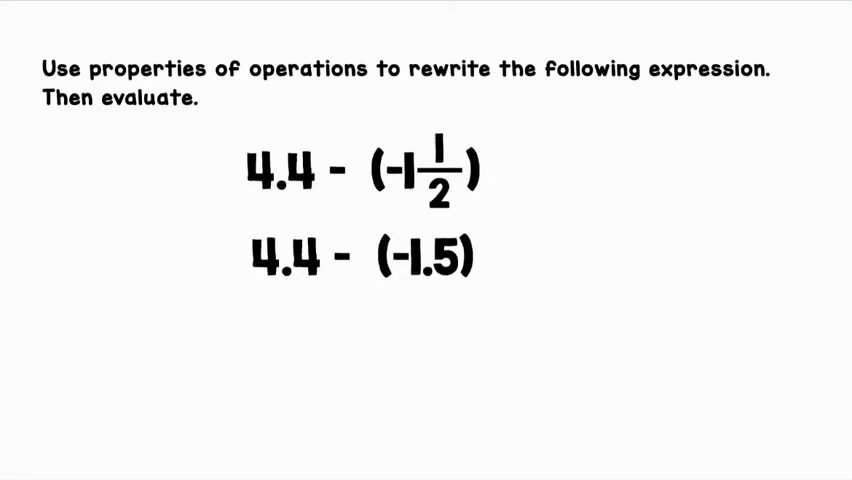 Use properties of operations to rewrite the following expression.
Then evaluate.
4.4 - (-1 1/2)
4.4 - (-1.5)